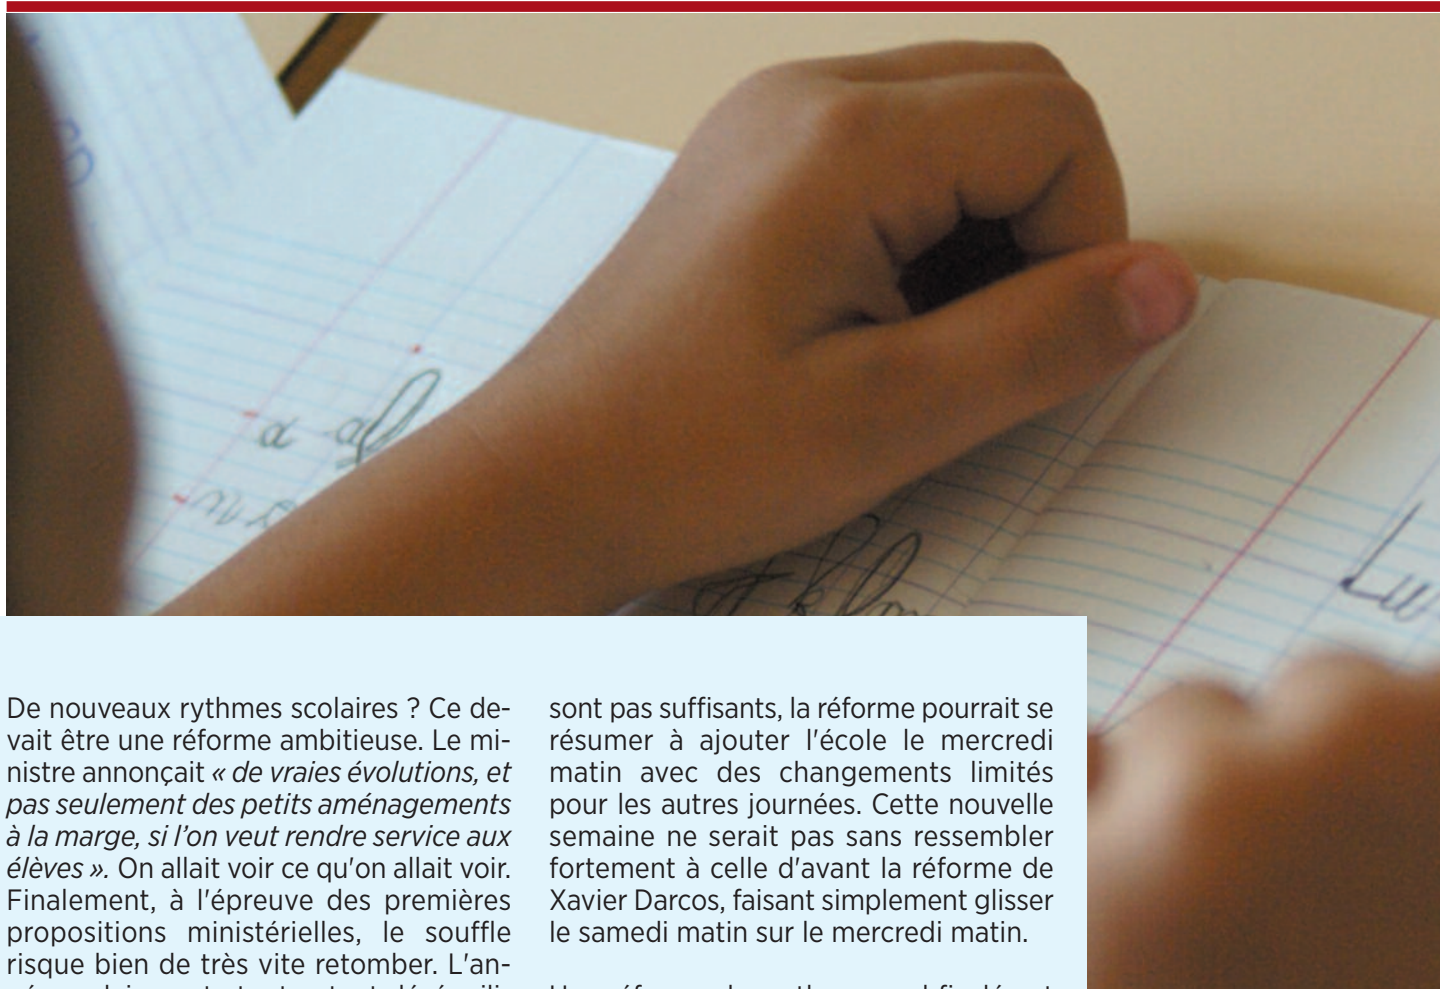 De nouveaux rythmes scolaires ? Ce de-
vait être une réforme ambitieuse. Le mi-
nistre annonçait « de vraies évolutions, et
pas seulement des petits aménagements
à la marge, si l’on veut rendre service aux
élèves ». On allait voir ce qu'on allait voir.
Finalement, à l'épreuve des premières
propositions ministérielles, le souffle
risque bien de très vite retomber. L'an-
sont pas suffisants, la réforme pourrait se
résumer à ajouter l'école le mercredi
matin avec des changements limités
pour les autres journées. Cette nouvelle
semaine ne serait pas sans ressembler
fortement à celle d'avant la réforme de
Xavier Darcos, faisant simplement glisser
le samedi matin sur le mercredi matin.